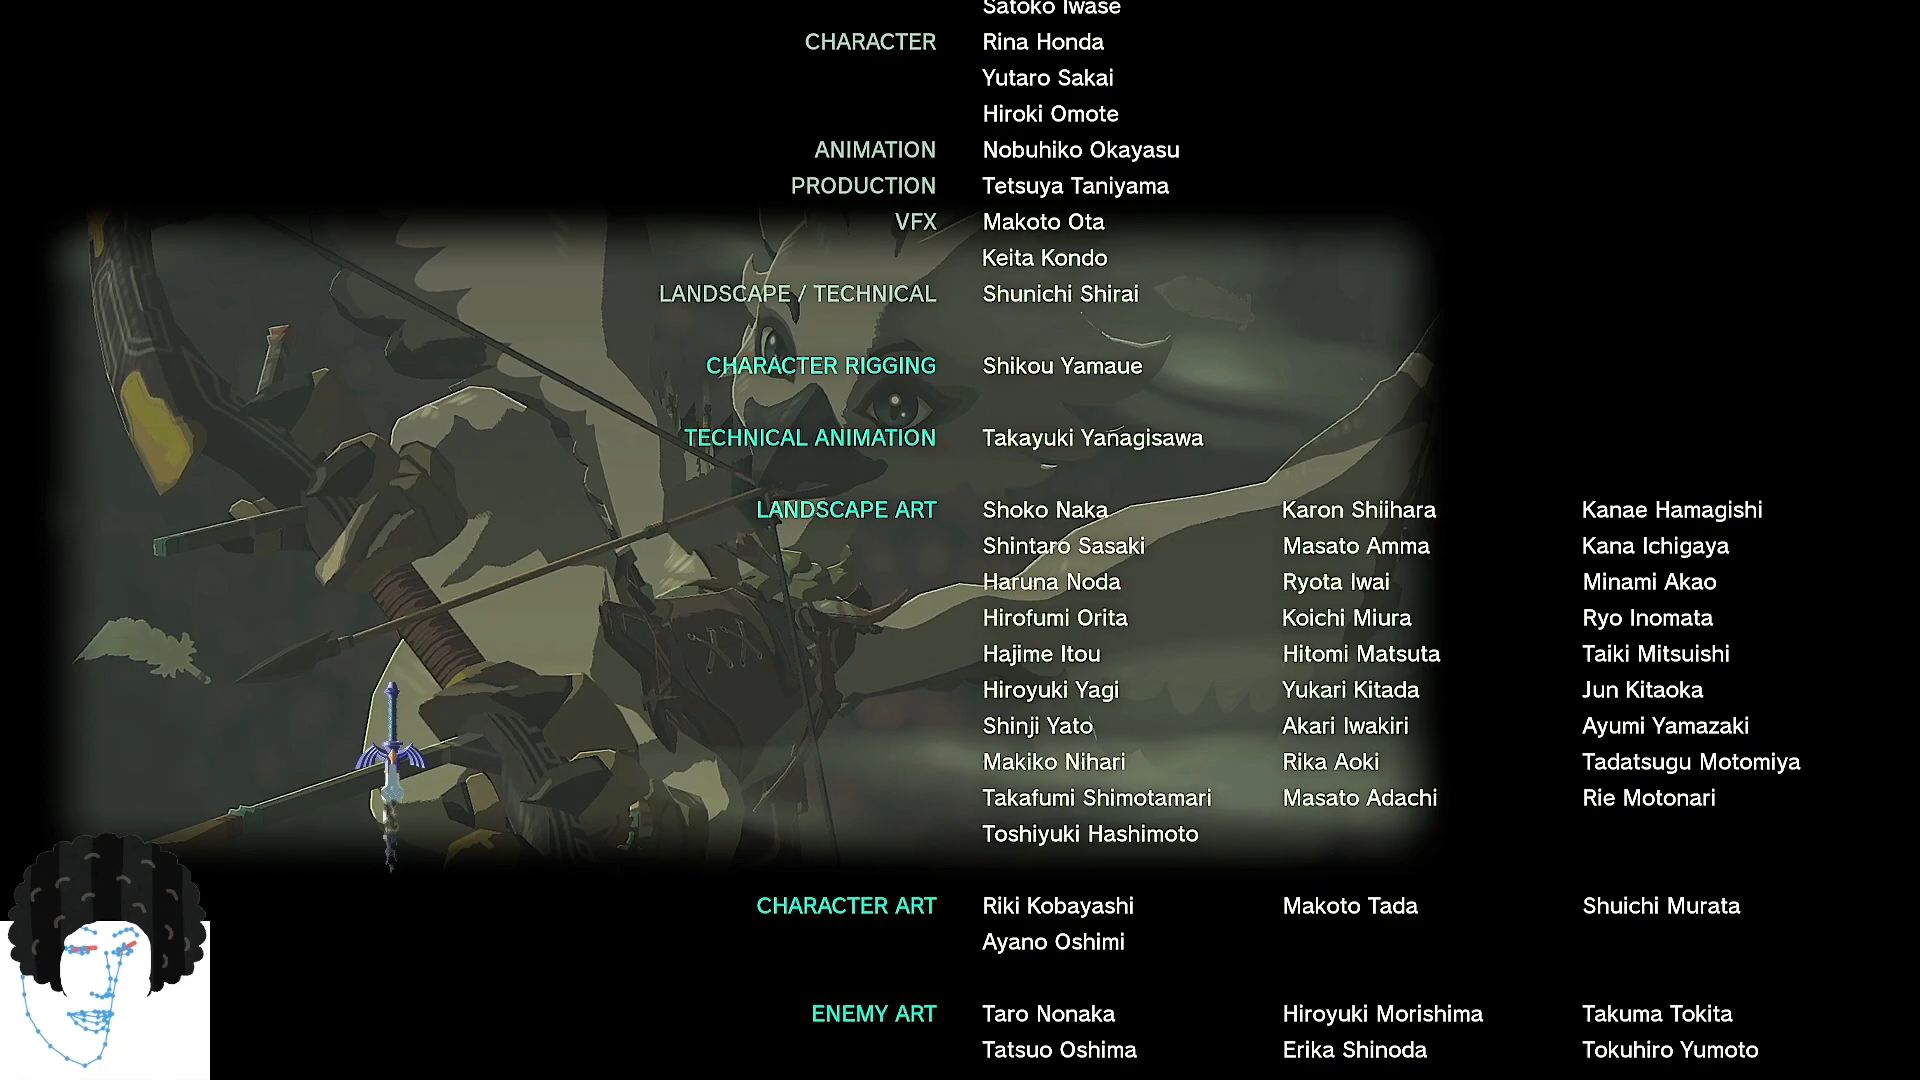 Satoko Iwase
CHARACTER Rina Honda
Yutaro Sakai
Hiroki Omote
ANIMATION Nobuhiko Okayasu
PRODUCTION Tetsuya Taniyama
VFX Makoto Ota
Keita Kondo
LANDSCAPE / TECHNICAL Shunichi Shirai
CHARACTER RIGGING Shikou Yamaue
TECHNICAL ANIMATION Takayuki Yanagisawa
LANDSCAPE ART Shoko Naka Karon Shiihara Kanae Hamagishi
Shintaro Sasaki Masato Amma Kana Ichigaya
Haruna Noda Ryota Iwai Minami Akao
Hirofumi Orita Koichi Miura Ryo Inomata
Hajime Itou Hitomi Matsuta Taiki Mitsuishi
Hiroyuki Yagi Yukari Kitada Jun Kitaoka
Shinji Yato Akari Iwakiri Ayumi Yamazaki
Makiko Nihari Rika Aoki Tadatsugu Motomiya
Takafumi Shimotamari Masato Adachi Rie Motonari
Toshiyuki Hashimoto
CHARACTER ART Riki Kobayashi Makoto Tada Shuichi Murata
Ayano Oshimi
ENEMY ART Taro Nonaka Hiroyuki Morishima Takuma Tokita
Tatsuo Oshima Erika Shinoda Tokuhiro Yumoto